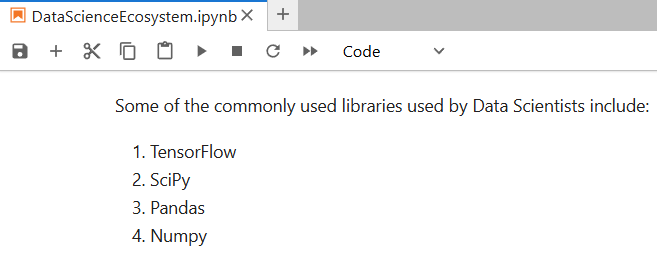 DataScienceEcosystem.ipynb
Code
Some of the commonly used libraries used by Data Scientists include:
1. TensorFlow
2. SciPy
3. Pandas
4. Numpy